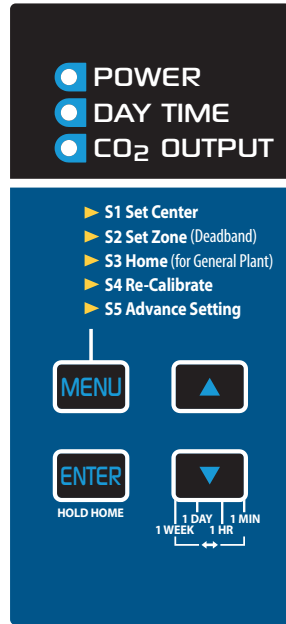 POWER
DAY TIME
CO2 OUTPUT
S1 Set Center
S2 Set Zone (Deadband)
S3 Home (for General Plant)
S4 Re-Calibrate
S5 Advance Setting
MENU
ENTER
HOLD HOME
1 DAY 1 MIN
1 WEEK 1 HR